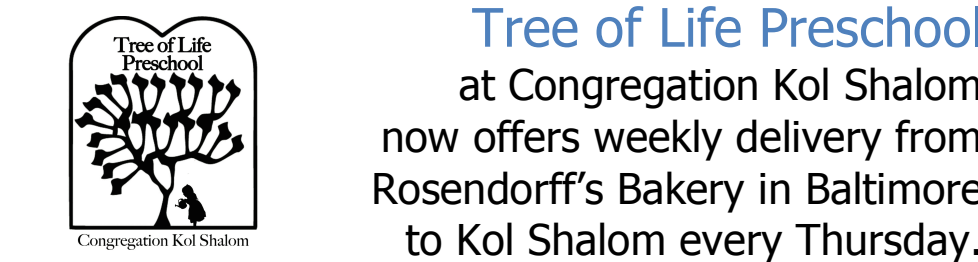 Tree of Life
Preschool
Congregation Kol Shalom
Tree of Life Preschool
at Congregation Kol Shalom
now offers weekly delivery from
Rosendorff’s Bakery in Baltimore
to Kol Shalom every Thursday.